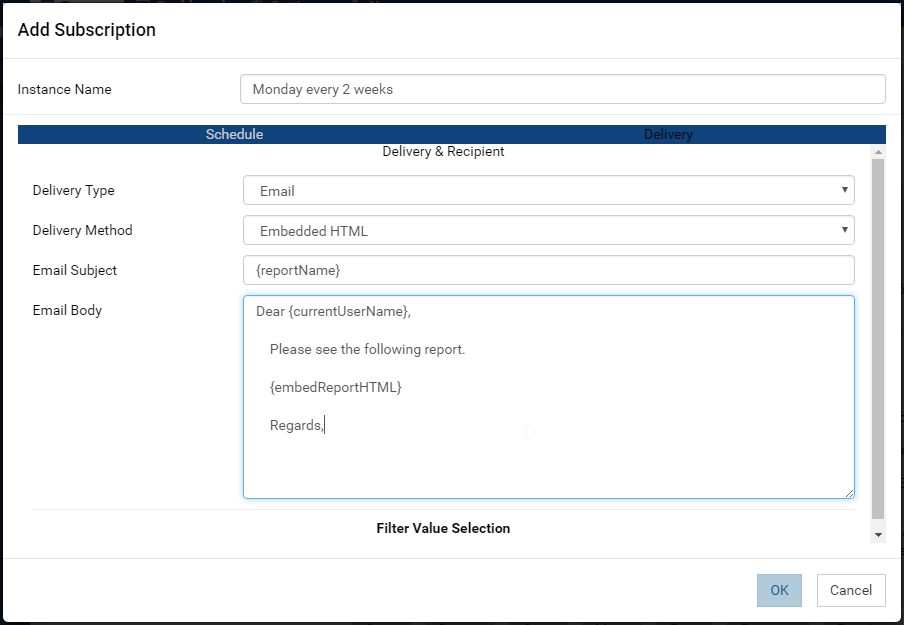 Add Subscription
Instance Name
Monday every 2 weeks
Schedule Delivery
Delivery & Recipient
Delivery Type
Email
Delivery Method
Embedded HTML
Email Subject
{reportName}
Email Body
Dear {currentUserName},
Please see the following report.
{embedReportHTML}
Regards,
Filter Value Selection
OK Cancel